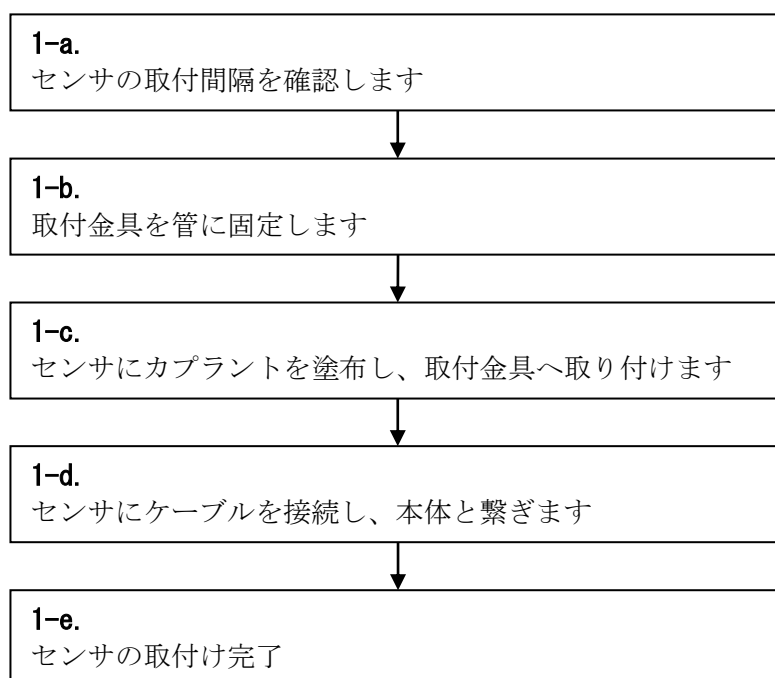 1-a.
センサの取付間隔を確認します
1-b.
取付金具を管に固定します
1-c.
センサにカプラントを塗布し、取付金具へ取り付けます
1-d.
センサにケーブルを接続し、本体と繋ぎます
1-e.
センサの取付け完了